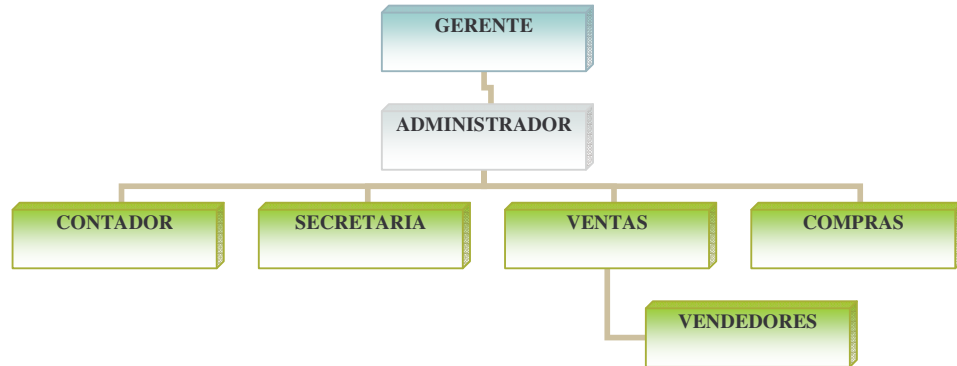 GERENTE
ADMINISTRADOR
CONTADOR
SECRETARIA
VENTAS
COMPRAS
VENDEDORES